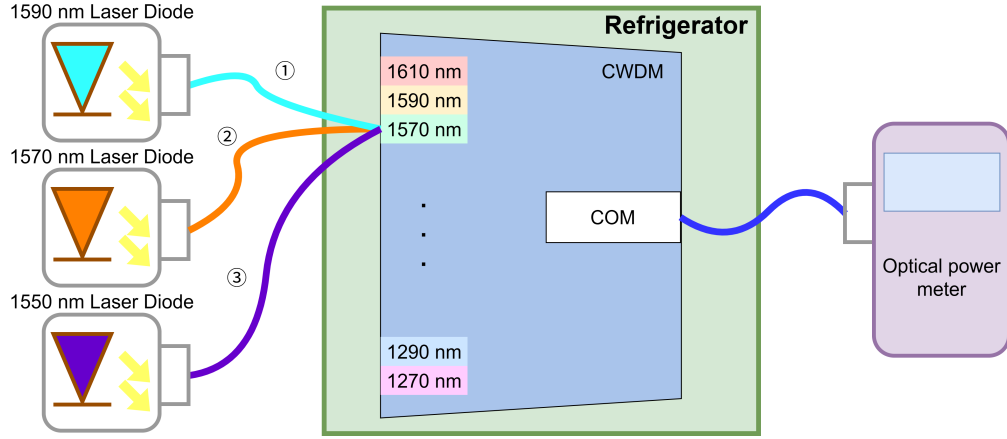 1590 nm Laser Diode
①
1570 nm Laser Diode
②
1550 nm Laser Diode
③
Refrigerator
CWDM
1610 nm
1590 nm
1570 nm
.
.
.
1290 nm
1270 nm
COM
Optical power
meter